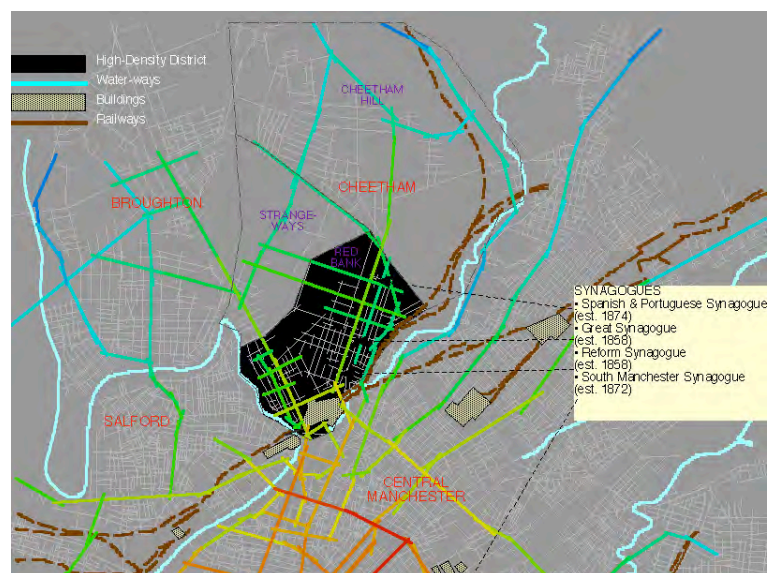 High-Density District
Water-ways
Buildings
Railways
CHEETHAM
HILL
CHEETHAM
BROUGHTON
STRANGE-
WAYS
RED
BANK
SYNAGOGUES
• Spanish & Portuguese Synagogue
(est. 1874)
• Great Synagogue
(est. 1858)
• Reform Synagogue
(est. 1858)
• South Manchester Synagogue
(est. 1872)
SALFORD
CENTRAL
MANCHESTER